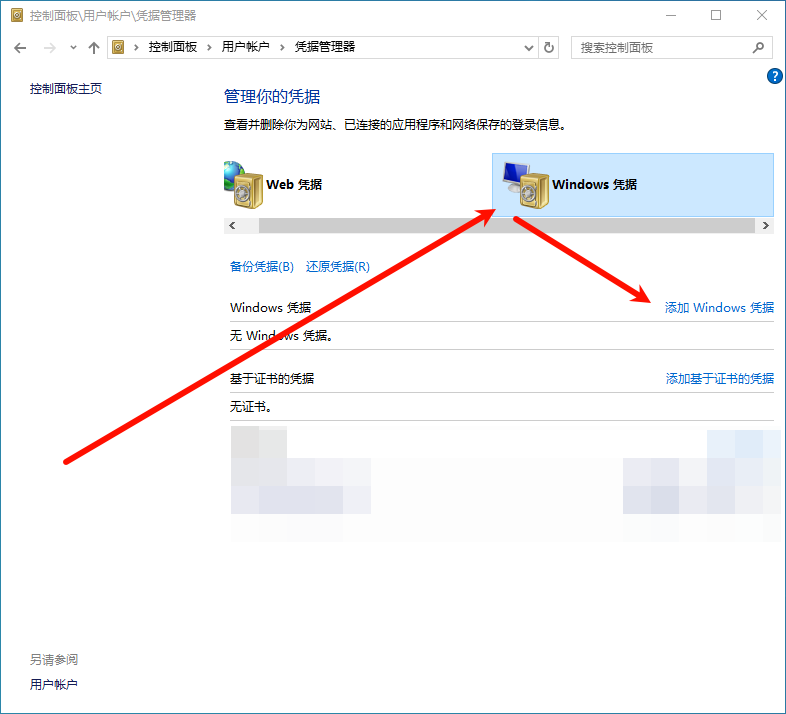 控制面板\用户帐户\凭据管理器
控制面板 › 用户帐户 › 凭据管理器
搜索控制面板
?
控制面板主页
管理你的凭据
查看并删除你为网站、已连接的应用程序和网络保存的登录信息。
Web 凭据
Windows 凭据
备份凭据(B) 还原凭据(R)
Windows 凭据 添加 Windows 凭据
无 Windows 凭据。
基于证书的凭据 添加基于证书的凭据
无证书。
另请参阅
用户帐户